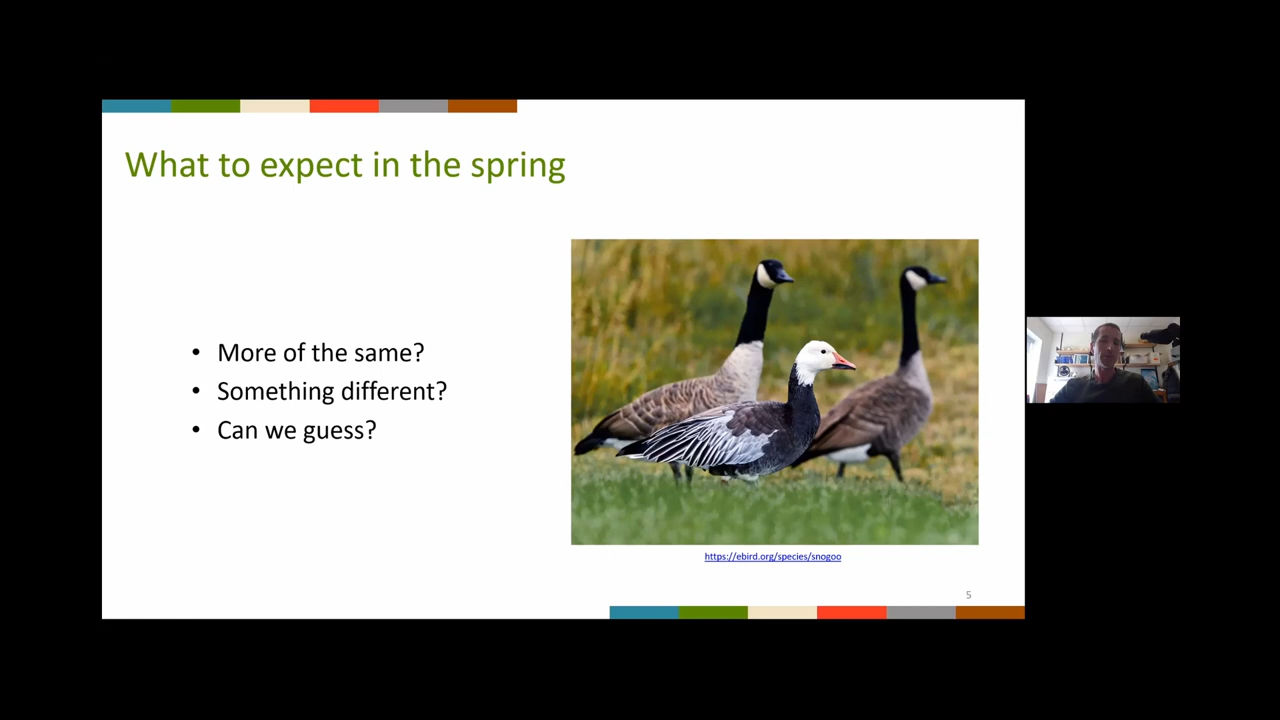 What to expect in the spring
• More of the same?
• Something different?
• Can we guess?
https://ebird.org/species/snogoo
5